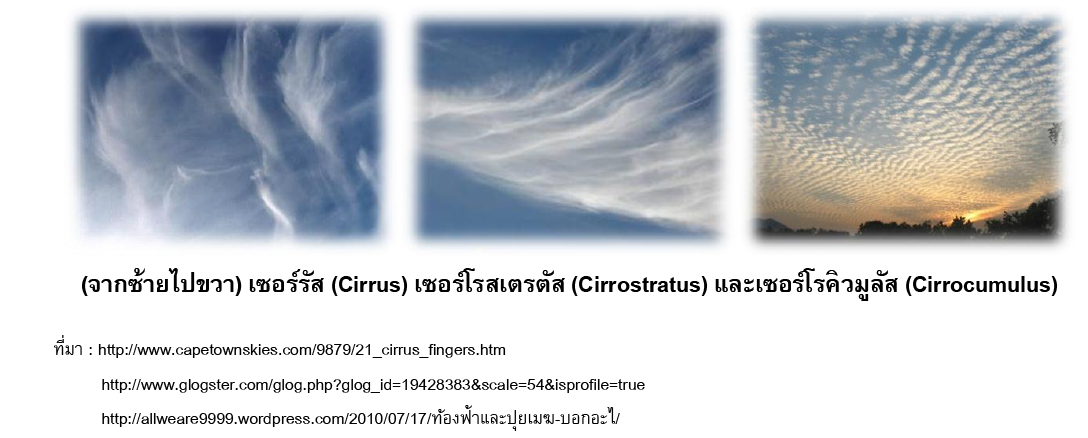 (จากซ้ายไปขวา) เซอร์รัส (Cirrus) เซอร์โรสเตรตัส (Cirrostratus) และเซอร์โรคิวมูลัส (Cirrocumulus)
ที่มา : http://www.capetownskies.com/9879/21_cirrus_fingers.htm
http://www.glogster.com/glog.php?glog_id=19428383&scale=54&isprofile=true
http://allweare9999.wordpress.com/2010/07/17/ท้องฟ้าและปุยเมฆ-บอกอะไ/